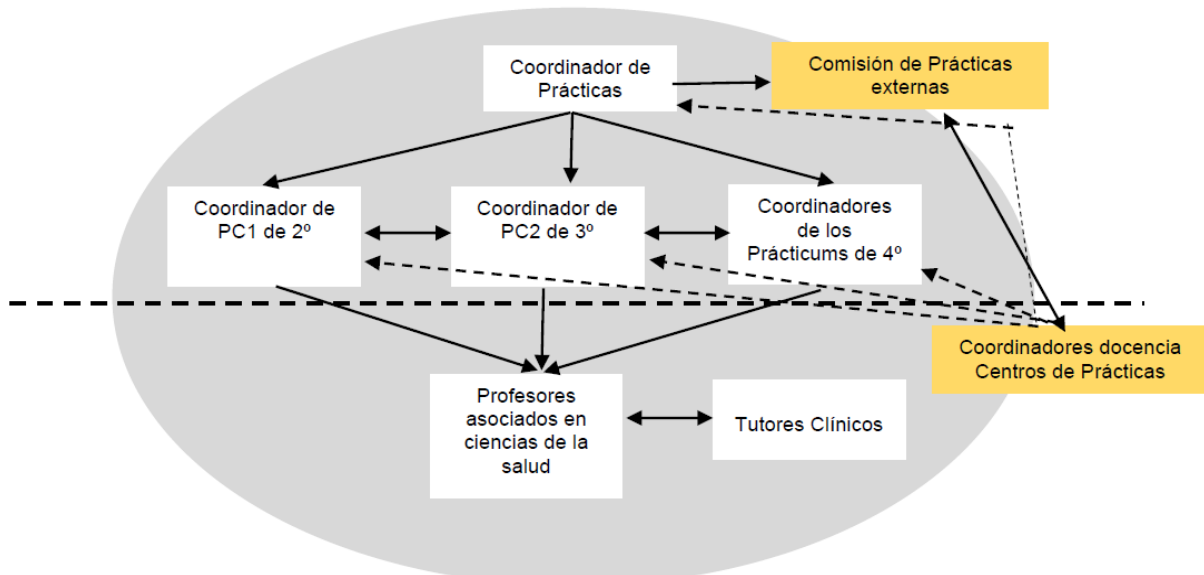 Coordinador de
Prácticas
Comisión de Prácticas
externas
Coordinador de
PC1 de 2º
Coordinador de
PC2 de 3º
Coordinadores
de los
Prácticums de 4º
Coordinadores docencia
Centros de Prácticas
Profesores
asociados en
ciencias de la
salud
Tutores Clínicos